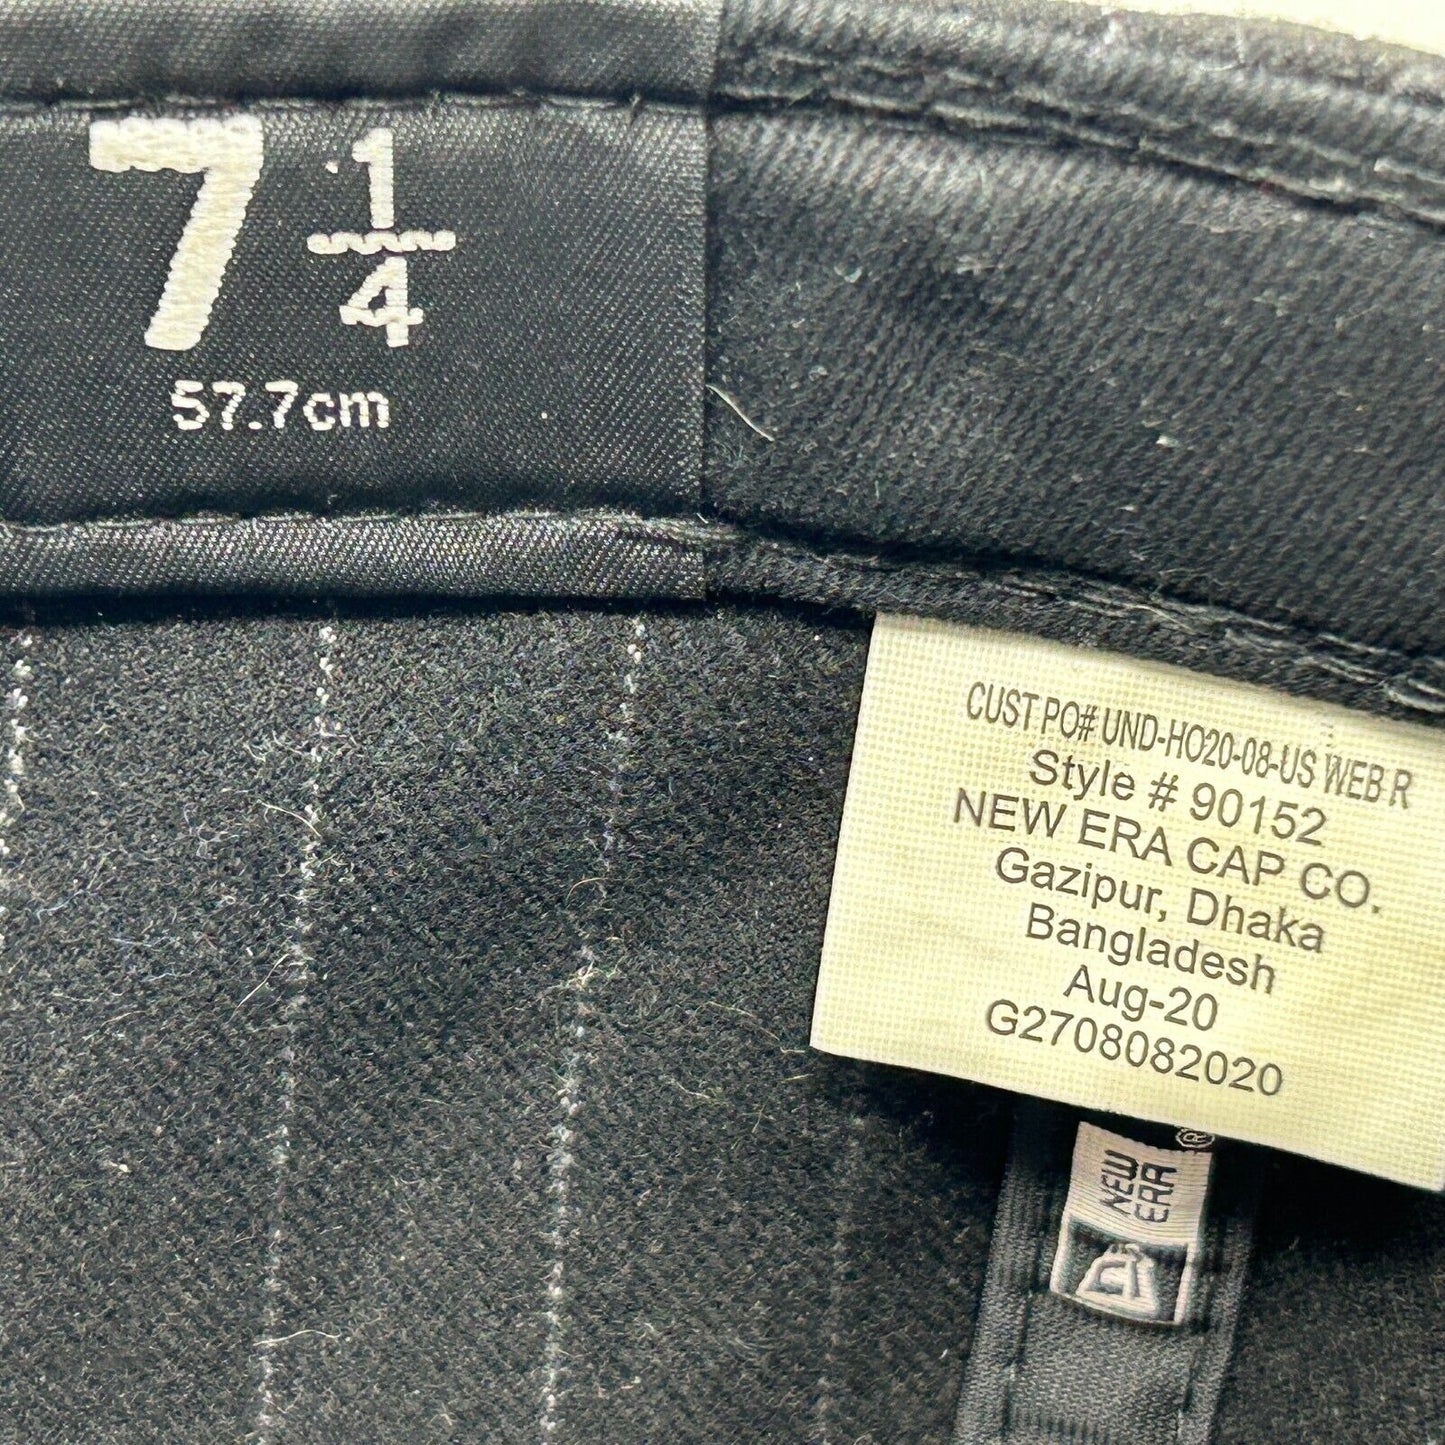 7 1/4
57.7cm
CUST PO# UND-HO20-08-US WEB R
Style # 90152
NEW ERA CAP CO.
Gazipur, Dhaka
Bangladesh
Aug-20
G2708082020
NEW
ERA
®